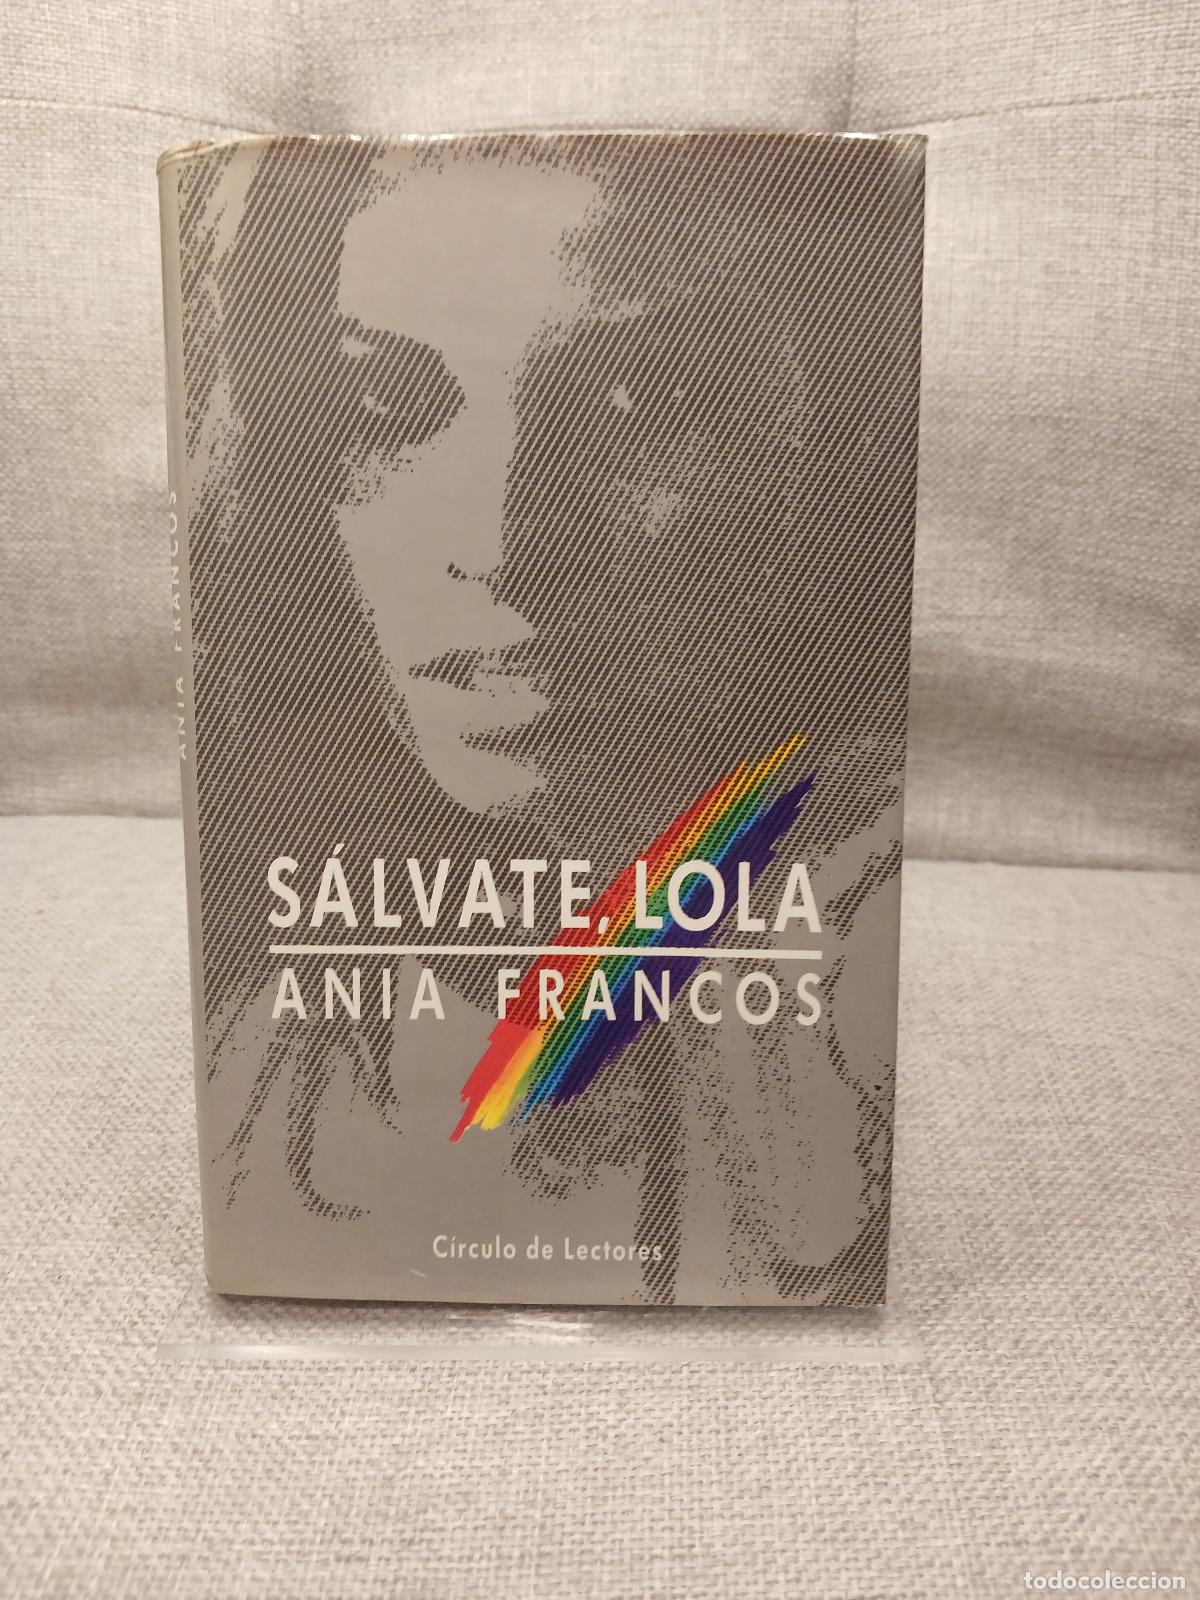 ANIA FRANCOS
SÁLVATE, LOLA
ANIA FRANCOS
Círculo de Lectores
todocoleccion